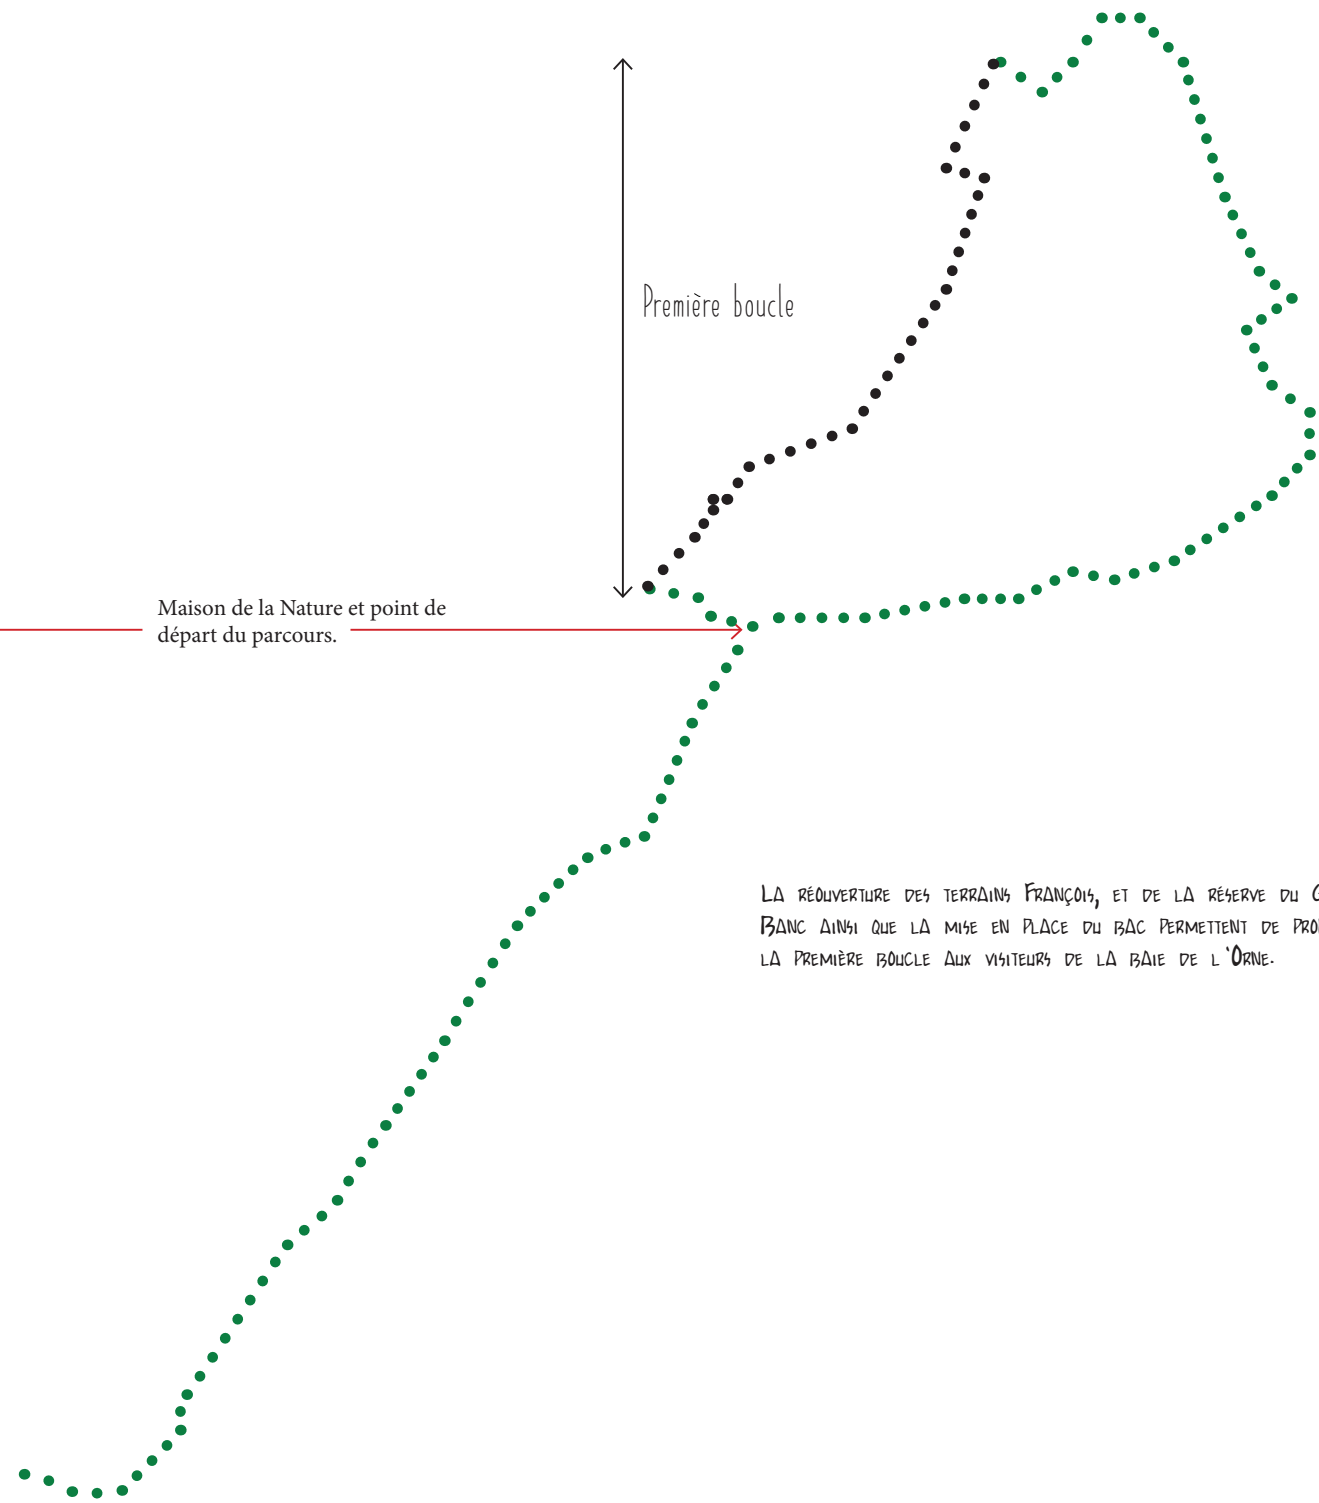 Première boucle
Maison de la Nature et point de
départ du parcours.
La réouverture des terrains François, et de la réserve du
Banc ainsi que la mise en place du bac permettent de
la première boucle aux visiteurs de la baie de l'Orne.